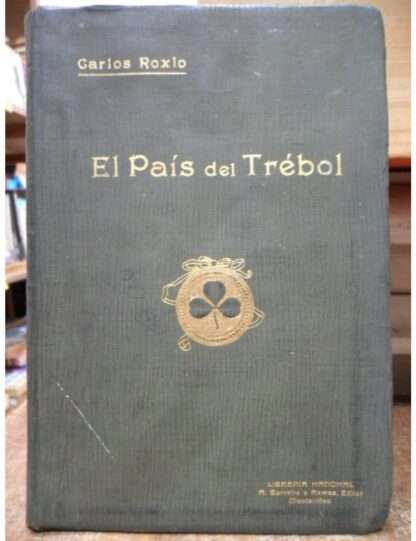 Carlos Roxlo
El País del Trébol
LIBRERÍA NACIONAL
A. Barreiro y Ramos, Editor
Montevideo